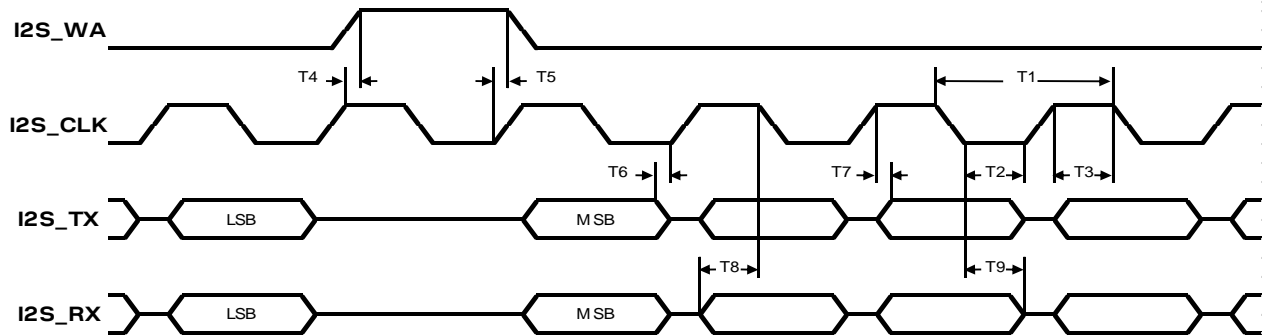 I2S_WA
T4
T5
T1
I2S_CLK
T6
T7
T2
T3
I2S_TX
LSB
MSB
T8
T9
I2S_RX
LSB
MSB